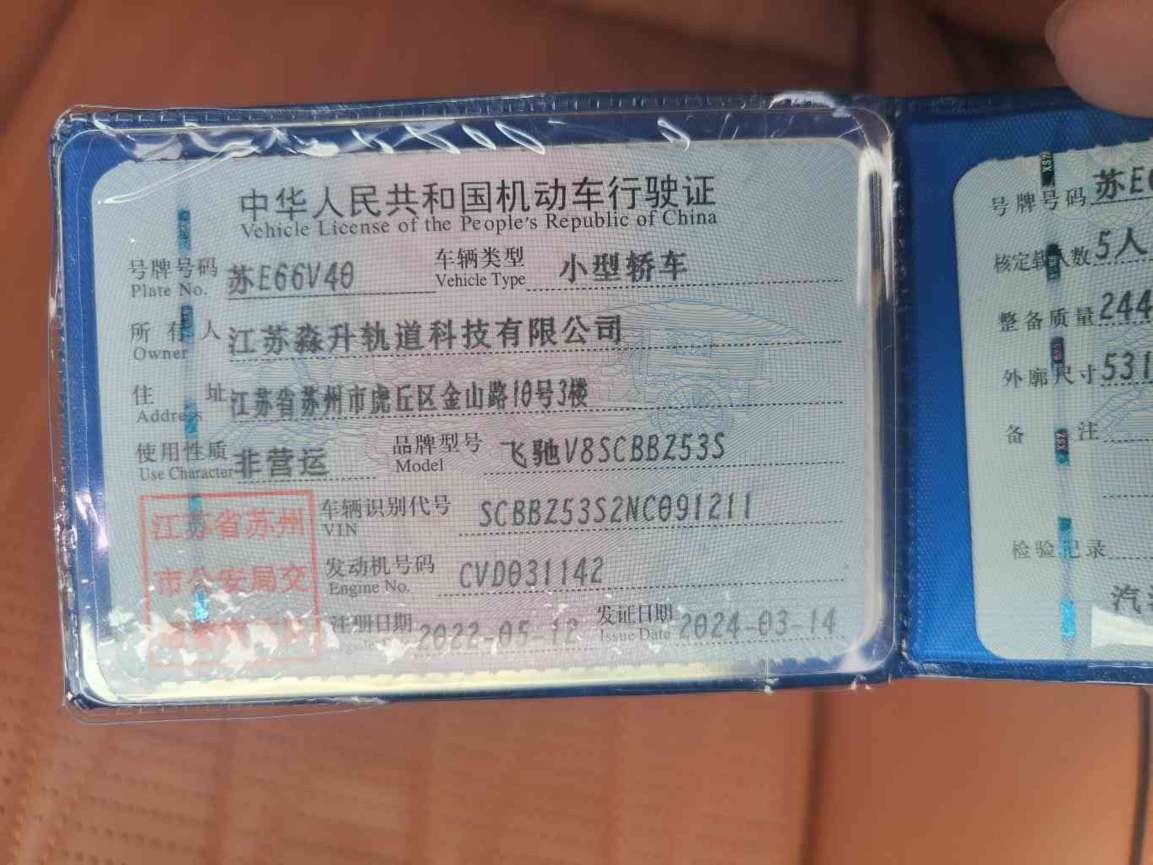 中华人民共和国机动车行驶证
Vehicle License of the People's Republic of China
号牌号码 苏E66V40 车辆类型 小型轿车
Plate No. Vehicle Type
所有人 江苏淼升轨道科技有限公司
Owner
住址 江苏省苏州市虎丘区金山路10号3楼
Address
使用性质 非营运 品牌型号 飞驰V8SCBBZ53S
Use Character Model
江苏省苏州
市公安局交
车辆识别代号 SCBBZ53S2NC091211
VIN
发动机号码 CVD031142
Engine No.
注册日期 2022-05-12 发证日期 2024-03-14
Issue Date
号牌号码 苏E6
核定载人数 5人
整备质量 244
外廓尺寸 531
备注
检验记录
汽